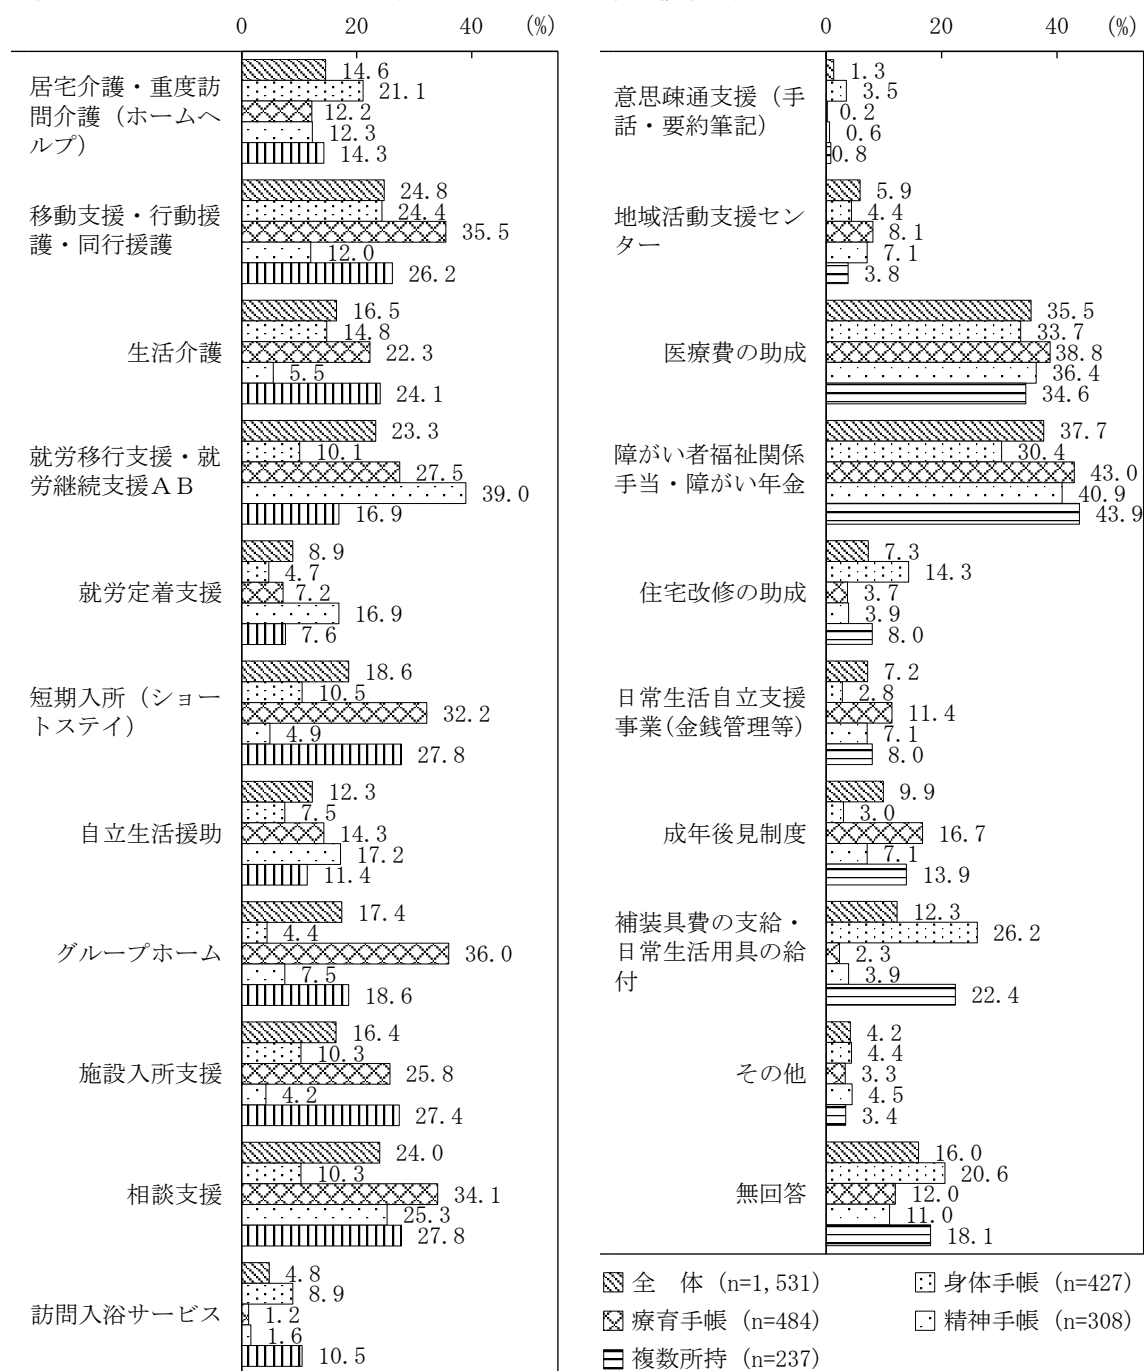 0 20 40 (%)
居宅介護・重度訪
問介護（ホームヘ
ルプ）
14.6
21.1
12.2
12.3
14.3
移動支援・行動援
護・同行援護
24.8
24.4
35.5
12.0
26.2
生活介護
16.5
14.8
22.3
5.5
24.1
就労移行支援・就
労継続支援ＡＢ
23.3
10.1
27.5
39.0
16.9
就労定着支援
8.9
4.7
7.2
16.9
7.6
短期入所（ショー
トステイ）
18.6
10.5
32.2
4.9
27.8
自立生活援助
12.3
7.5
14.3
17.2
11.4
グループホーム
17.4
4.4
36.0
7.5
18.6
施設入所支援
16.4
10.3
25.8
4.2
27.4
相談支援
24.0
10.3
34.1
25.3
27.8
訪問入浴サービス
4.8
8.9
1.2
1.6
10.5
0 20 40 (%)
意思疎通支援（手
話・要約筆記）
1.3
3.5
0.2
0.6
0.8
地域活動支援セン
ター
5.9
4.4
8.1
7.1
3.8
医療費の助成
35.5
33.7
38.8
36.4
34.6
障がい者福祉関係
手当・障がい年金
37.7
30.4
43.0
40.9
43.9
住宅改修の助成
7.3
14.3
3.7
3.9
8.0
日常生活自立支援
事業(金銭管理等)
7.2
2.8
11.4
7.1
8.0
成年後見制度
9.9
3.0
16.7
7.1
13.9
補装具費の支給・
日常生活用具の給
付
12.3
26.2
2.3
3.9
22.4
その他
4.2
4.4
3.3
4.5
3.4
無回答
16.0
20.6
12.0
11.0
18.1
全　体 (n=1,531) 身体手帳 (n=427)
療育手帳 (n=484) 精神手帳 (n=308)
複数所持 (n=237)